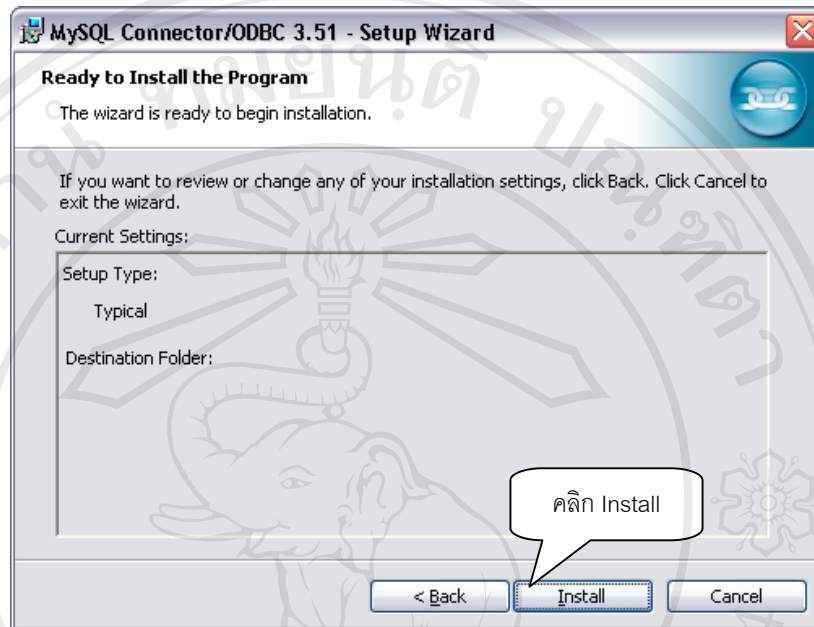 MySQL Connector/ODBC 3.51 - Setup Wizard
Ready to Install the Program
The wizard is ready to begin installation.
If you want to review or change any of your installation settings, click Back. Click Cancel to
exit the wizard.
Current Settings:
Setup Type:
Typical
Destination Folder:
คลิก Install
< Back
Install
Cancel